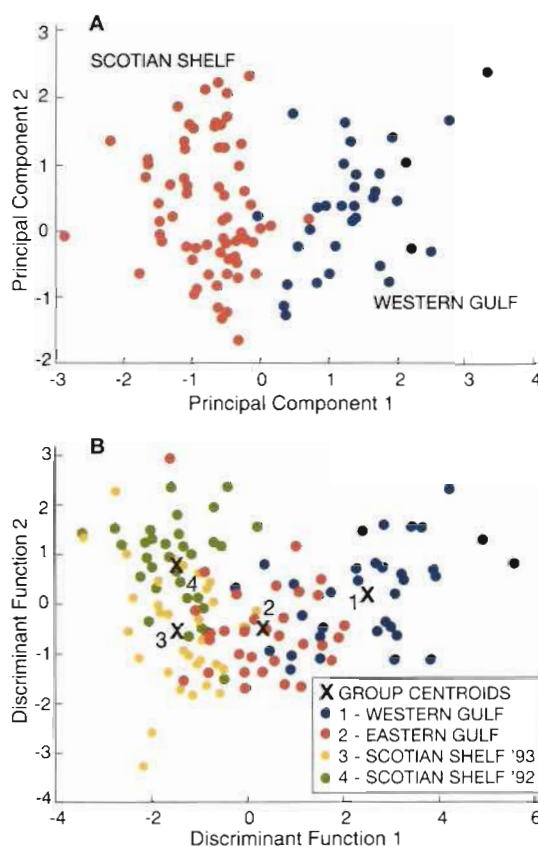 A
SCOTIAN SHELF
WESTERN GULF
3
2
1
0
-1
-2
-3
-2
-1
0
1
2
3
4
Principal Component 2
Principal Component 1
B
3
2
1
0
-1
-2
-3
-4
-4
-2
0
2
4
6
Discriminant Function 2
Discriminant Function 1
4
3
2
1
X GROUP CENTROIDS
1 - WESTERN GULF
2 - EASTERN GULF
3 - SCOTIAN SHELF '93
4 - SCOTIAN SHELF '92